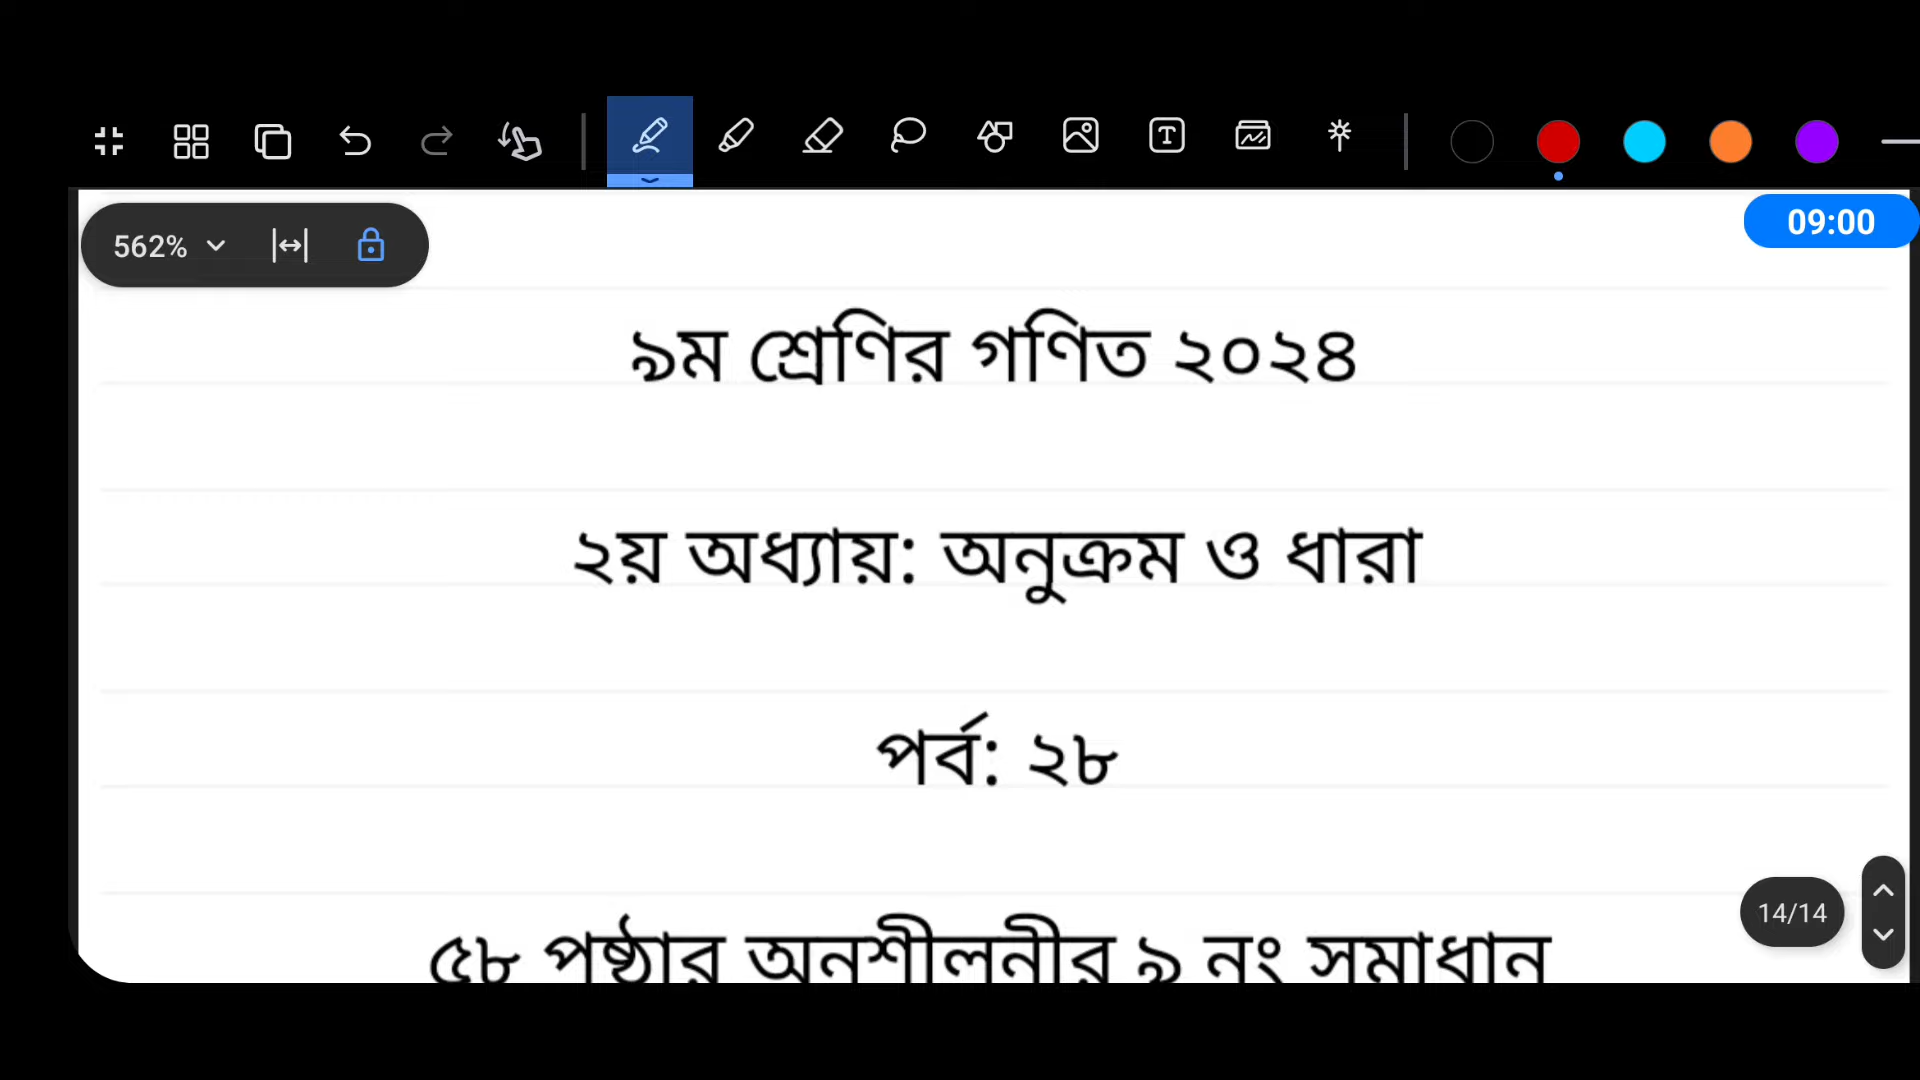 562%
09:00
৯ম শ্রেণির গণিত ২০২৪
২য় অধ্যায়: অনুক্রম ও ধারা
পর্ব: ২৮
14/14
৫৮ পৃষ্ঠার অনুশীলনীর ৯ নং সমাধান